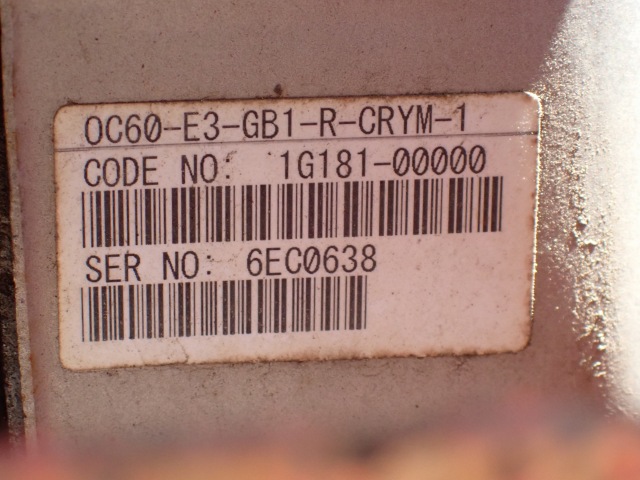 OC60-E3-GB1-R-CRYM-1
CODE NO: 1G181-00000
SER NO: 6EC0638